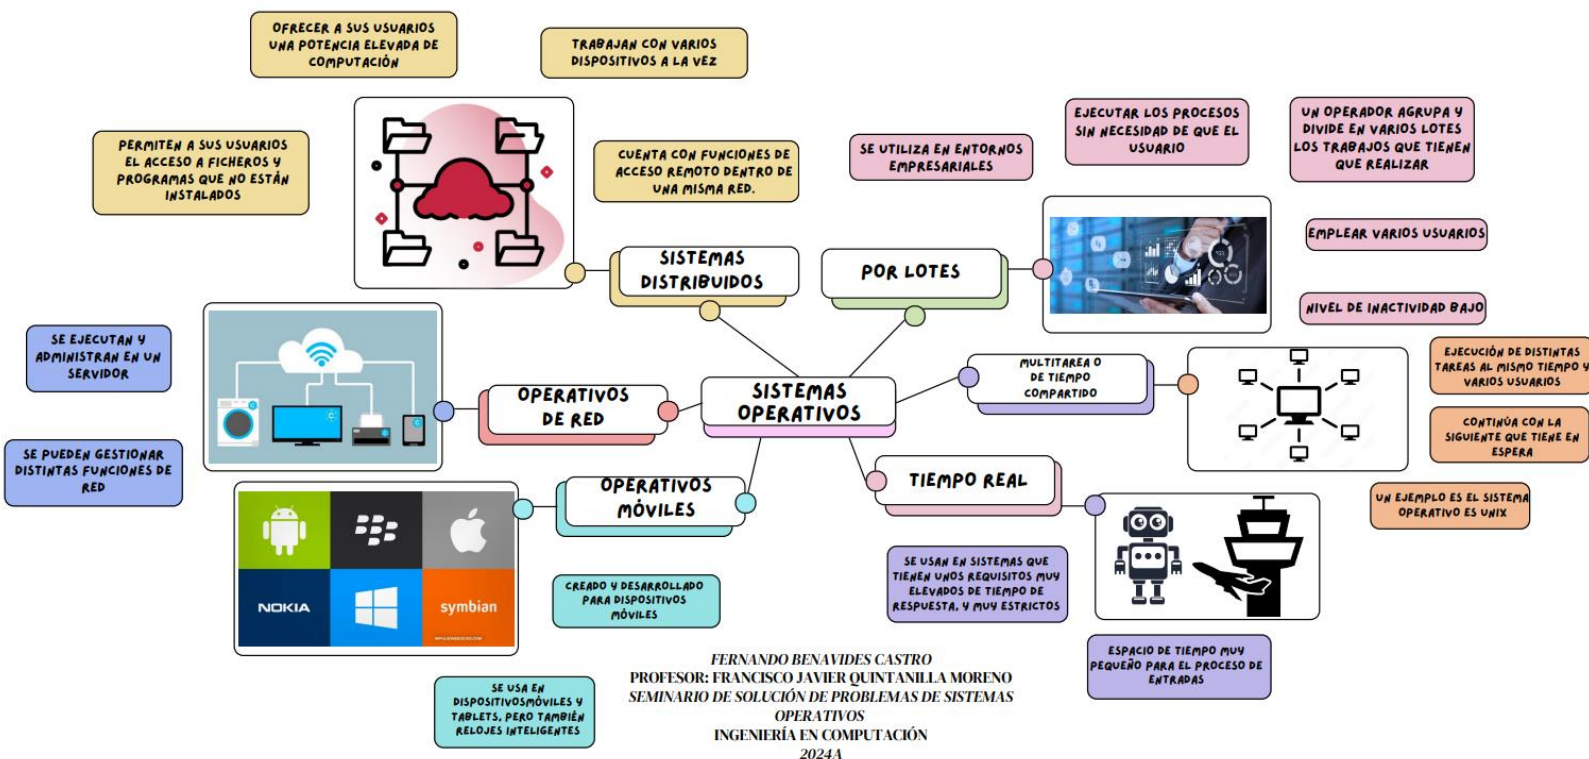 OFRECER A SUS USUARIOS
UNA POTENCIA ELEVADA DE
COMPUTACIÓN
TRABAJAN CON VARIOS
DISPOSITIVOS A LA VEZ
PERMITEN A SUS USUARIOS
EL ACCESO A FICHEROS Y
PROGRAMAS QUE NO ESTÁN
INSTALADOS
CUENTA CON FUNCIONES DE
ACCESO REMOTO DENTRO DE
UNA MISMA RED.
SISTEMAS
DISTRIBUIDOS
SE UTILIZA EN ENTORNOS
EMPRESARIALES
EJECUTAR LOS PROCESOS
SIN NECESIDAD DE QUE EL
USUARIO
UN OPERADOR AGRUPA Y
DIVIDE EN VARIOS LOTES
LOS TRABAJOS QUE TIENEN
QUE REALIZAR
EMPLEAR VARIOS USUARIOS
NIVEL DE INACTIVIDAD BAJO
POR LOTES
SE EJECUTAN Y
ADMINISTRAN EN UN
SERVIDOR
SE PUEDEN GESTIONAR
DISTINTAS FUNCIONES DE
RED
OPERATIVOS
DE RED
SISTEMAS
OPERATIVOS
MULTITAREA O
DE TIEMPO
COMPARTIDO
EJECUCIÓN DE DISTINTAS
TAREAS AL MISMO TIEMPO Y
VARIOS USUARIOS
CONTINÚA CON LA
SIGUIENTE QUE TIENE EN
ESPERA
UN EJEMPLO ES EL SISTEMA
OPERATIVO ES UNIX
OPERATIVOS
MÓVILES
NOKIA
symbian
CREADO Y DESARROLLADO
PARA DISPOSITIVOS
MÓVILES
SE USA EN
DISPOSITIVOSMÓVILES Y
TABLETS, PERO TAMBIÉN
RELOJES INTELIGENTES
TIEMPO REAL
SE USAN EN SISTEMAS QUE
TIENEN UNOS REQUISITOS MUY
ELEVADOS DE TIEMPO DE
RESPUESTA, Y MUY ESTRICTOS
ESPACIO DE TIEMPO MUY
PEQUEÑO PARA EL PROCESO DE
ENTRADAS
FERNANDO BENAVIDES CASTRO
PROFESOR: FRANCISCO JAVIER QUINTANILLA MORENO
SEMINARIO DE SOLUCIÓN DE PROBLEMAS DE SISTEMAS
OPERATIVOS
INGENIERÍA EN COMPUTACIÓN
2024A